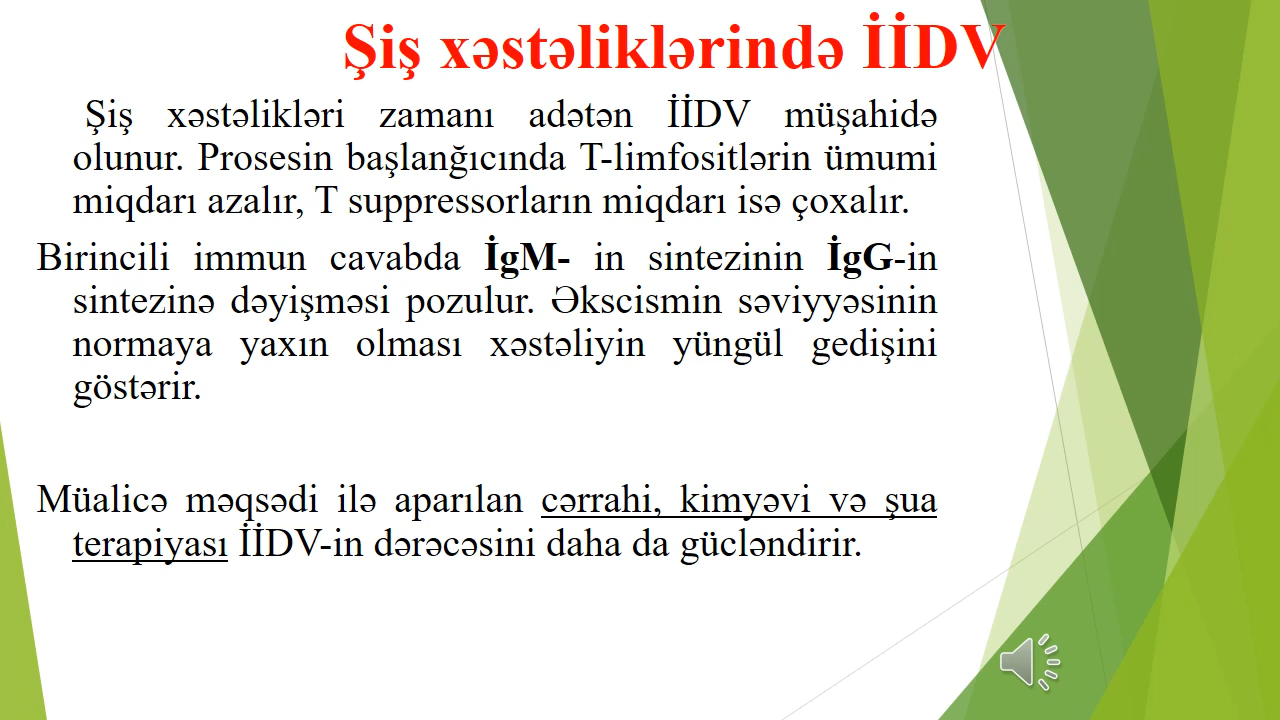 Şiş xəstəliklərində İİDV
Şiş xəstəlikləri zamanı adətən İİDV müşahidə
olunur. Prosesin başlanğıcında T-limfositlərin ümumi
miqdarı azalır, T suppressorların miqdarı isə çoxalır.
Birincili immun cavabda İgM- in sintezinin İgG-in
sintezinə dəyişməsi pozulur. Əkscismin səviyyəsinin
normaya yaxın olması xəstəliyin yüngül gedişini
göstərir.
Müalicə məqsədi ilə aparılan cərrahi, kimyəvi və şua
terapiyası İİDV-in dərəcəsini daha da gücləndirir.